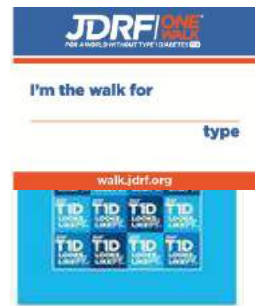 JDRF ONE WALK
FOR A WORLD WITHOUT TYPE 1 DIABETES T1D
I'm the walk for
type
walk.jdrf.org
T1D T1D T1D T1D
LOOKS LOOKS LOOKS LOOKS
LIKE LIKE LIKE LIKE
T1D T1D T1D T1D
LOOKS LOOKS LOOKS LOOKS
LIKE LIKE LIKE LIKE